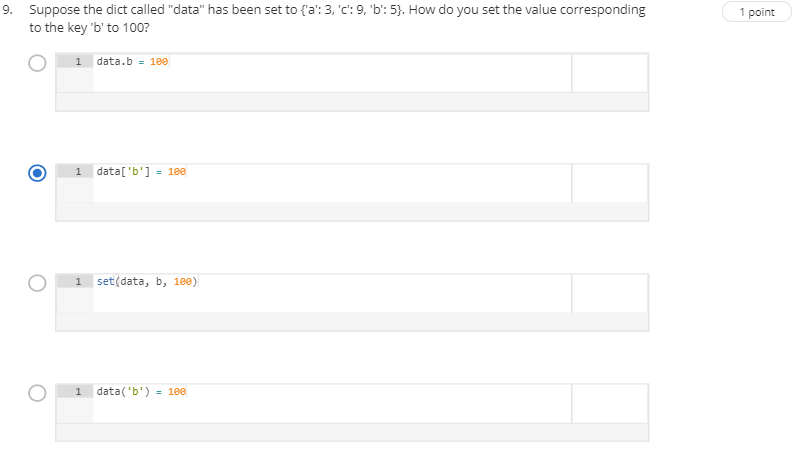 9. Suppose the dict called "data" has been set to {'a': 3, 'c': 9, 'b': 5}. How do you set the value corresponding
to the key 'b' to 100?
1 point
1 data.b = 100
1 data['b'] = 100
1 set(data, b, 100)
1 data('b') = 100